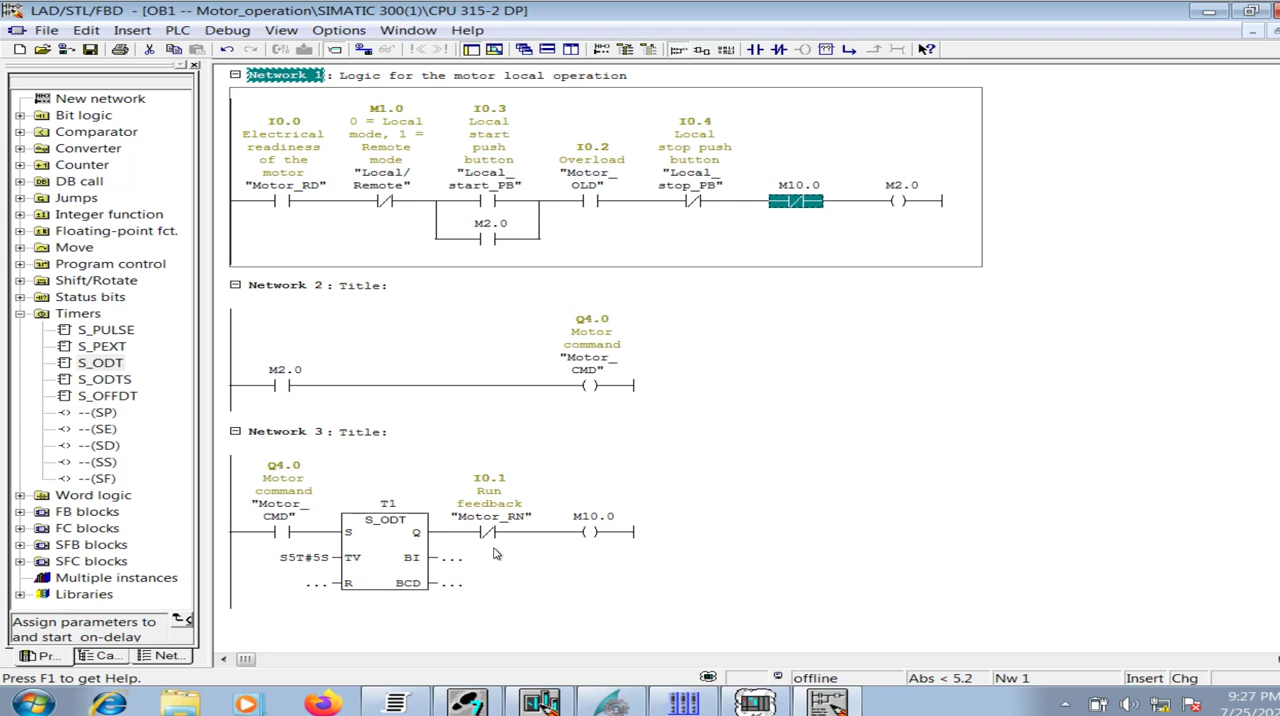 LAD/STL/FBD - [OB1 -- Motor_operation\SIMATIC 300(1)\CPU 315-2 DP]
File Edit Insert PLC Debug View Options Window Help
New network
Bit logic
Comparator
Converter
Counter
DB call
Jumps
Integer function
Floating-point fct.
Move
Program control
Shift/Rotate
Status bits
Timers
S_PULSE
S_PEXT
S_ODT
S_ODTS
S_OFFDT
--(SP)
--(SE)
--(SD)
--(SS)
--(SF)
Word logic
FB blocks
FC blocks
SFB blocks
SFC blocks
Multiple instances
Libraries
Assign parameters to
and start on-delay
Pr... Ca... Net...
Network 1 : Logic for the motor local operation
I0.0
Electrical
readiness
of the
motor
"Motor_RD"
M1.0
0 = Local
mode, 1 =
Remote
mode
"Local/
Remote"
I0.3
Local
start
push
button
"Local_
start_PB"
M2.0
I0.2
Overload
"Motor_
OLD"
I0.4
Local
stop push
button
"Local_
stop_PB"
M10.0
M2.0
Network 2 : Title:
M2.0
Q4.0
Motor
command
"Motor_
CMD"
Network 3 : Title:
Q4.0
Motor
command
"Motor_
CMD"
T1
S_ODT
S Q
S5T#5S TV BI ...
... R BCD ...
I0.1
Run
feedback
"Motor_RN"
M10.0
Press F1 to get Help.
offline Abs < 5.2 Nw 1 Insert Chg
9:27 PM